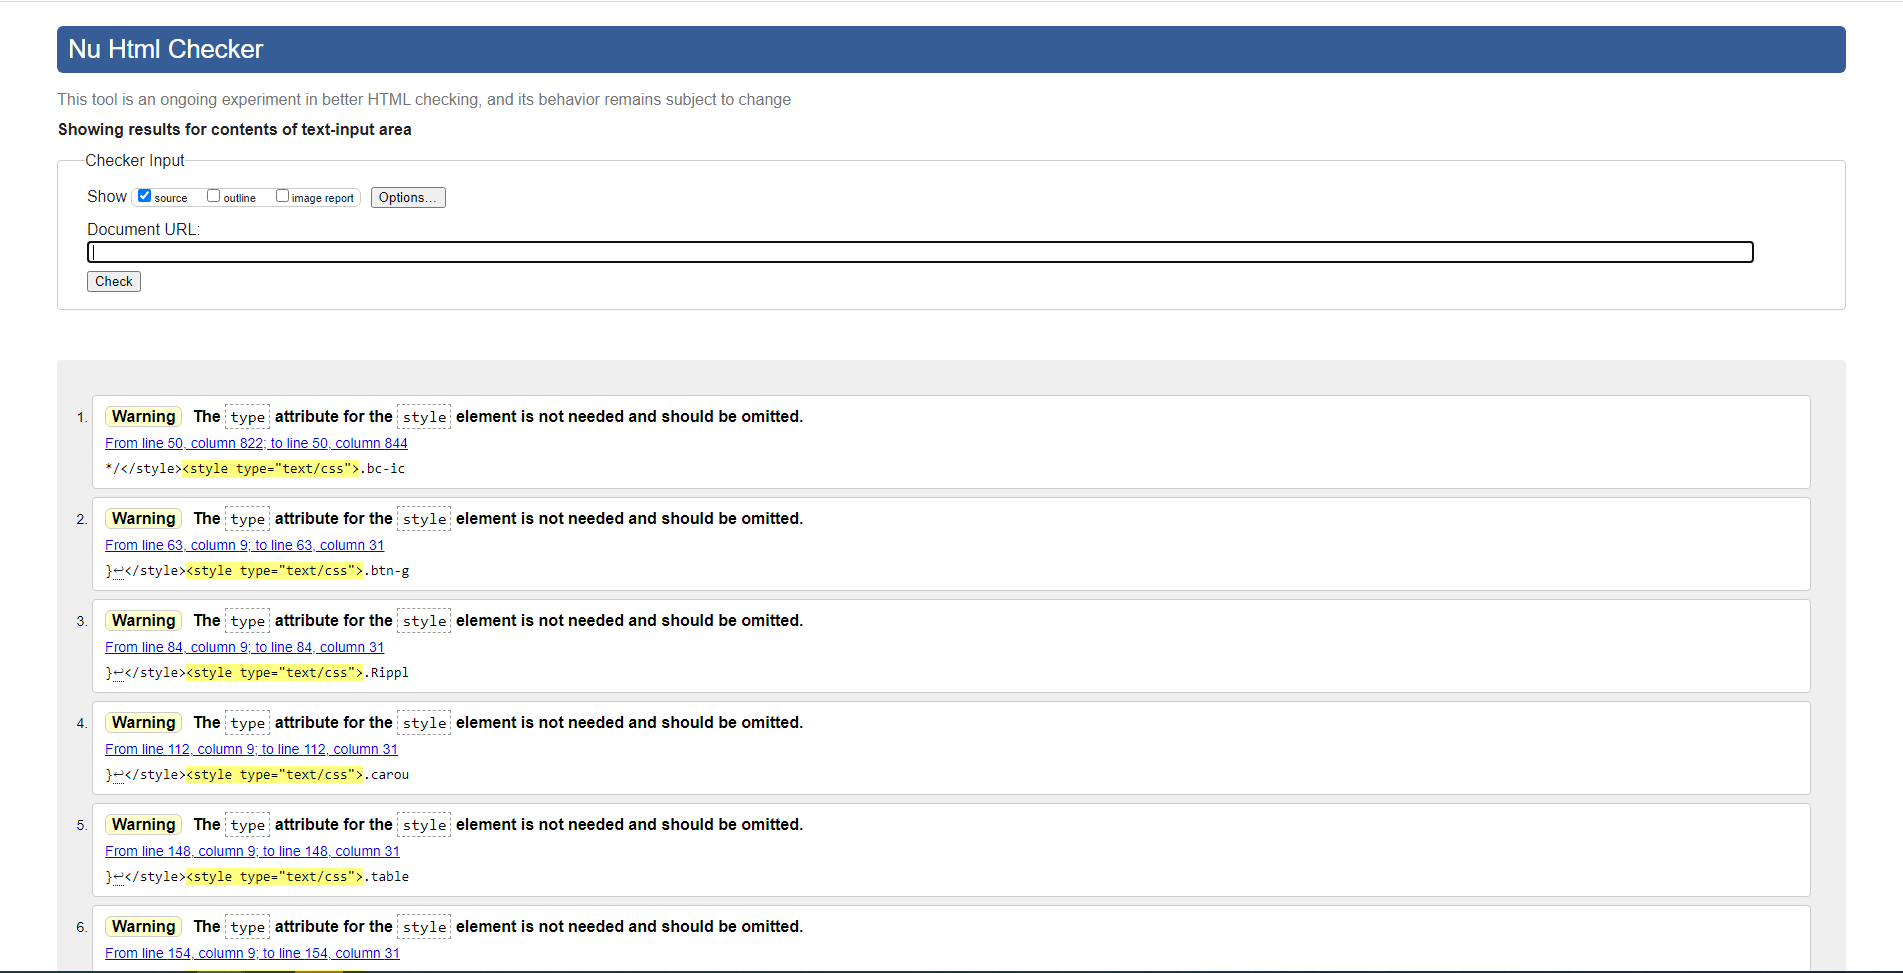 Nu Html Checker
This tool is an ongoing experiment in better HTML checking, and its behavior remains subject to change
Showing results for contents of text-input area
Checker Input
Show source outline image report Options...
Document URL:
Check
1. Warning The type attribute for the style element is not needed and should be omitted.
From line 50, column 822; to line 50, column 844
*/</style><style type="text/css">.bc-ic
2. Warning The type attribute for the style element is not needed and should be omitted.
From line 63, column 9; to line 63, column 31
}↩</style><style type="text/css">.btn-g
3. Warning The type attribute for the style element is not needed and should be omitted.
From line 84, column 9; to line 84, column 31
}↩</style><style type="text/css">.Rippl
4. Warning The type attribute for the style element is not needed and should be omitted.
From line 112, column 9; to line 112, column 31
}↩</style><style type="text/css">.carou
5. Warning The type attribute for the style element is not needed and should be omitted.
From line 148, column 9; to line 148, column 31
}↩</style><style type="text/css">.table
6. Warning The type attribute for the style element is not needed and should be omitted.
From line 154, column 9; to line 154, column 31